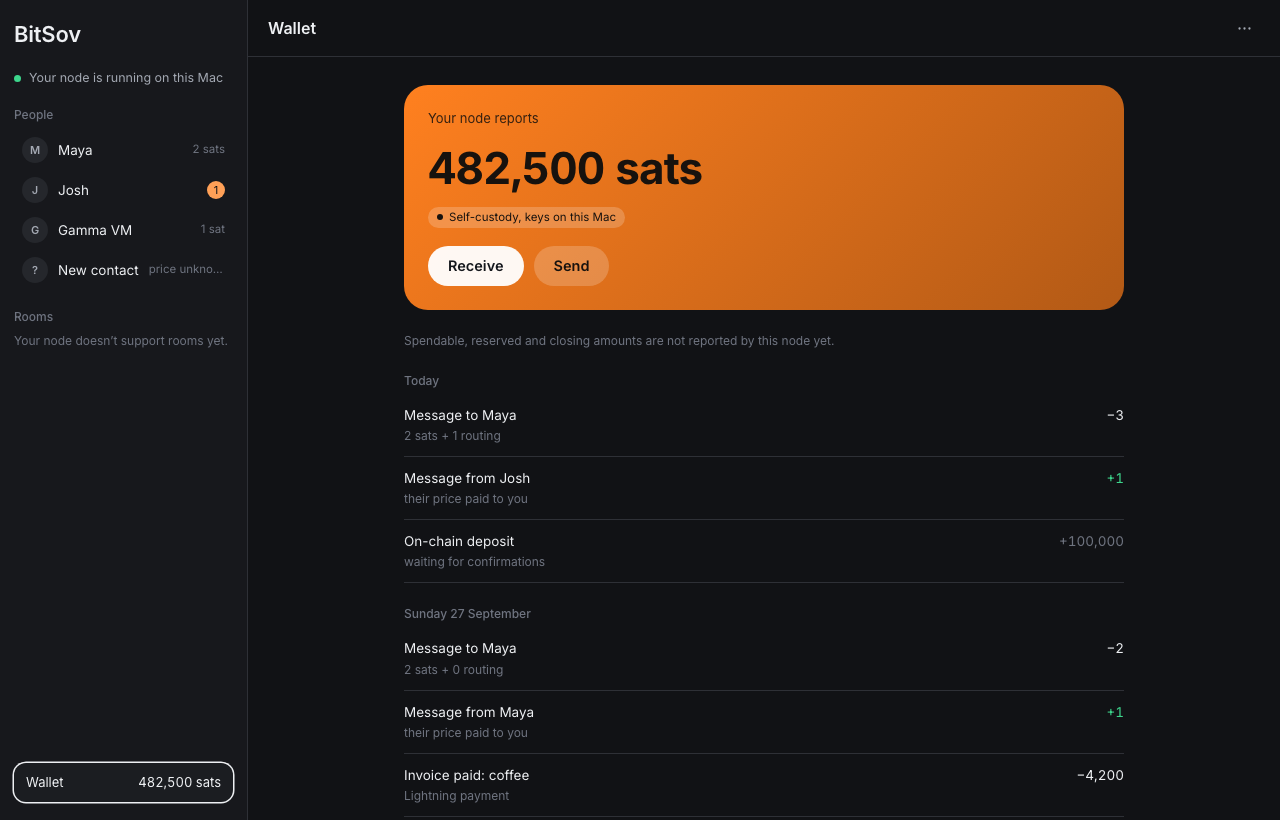 BitSov
Your node is running on this Mac
People
M Maya 2 sats
J Josh 1
G Gamma VM 1 sat
? New contact price unkno...
Rooms
Your node doesn't support rooms yet.
Wallet 482,500 sats
Wallet
Your node reports
482,500 sats
Self-custody, keys on this Mac
Receive Send
Spendable, reserved and closing amounts are not reported by this node yet.
Today
Message to Maya −3
2 sats + 1 routing
Message from Josh +1
their price paid to you
On-chain deposit +100,000
waiting for confirmations
Sunday 27 September
Message to Maya −2
2 sats + 0 routing
Message from Maya +1
their price paid to you
Invoice paid: coffee −4,200
Lightning payment